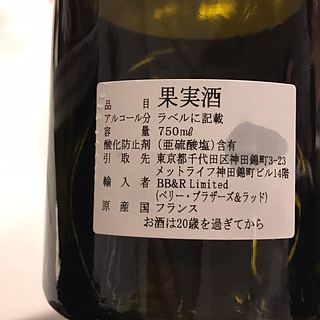 品 目 果実酒
アルコール分 ラベルに記載
容 量 750mℓ
酸化防止剤 (亜硫酸塩)含有
引 取 先 東京都千代田区神田錦町3-23
メットライフ神田錦町ビル14階
輸 入 者 BB&R Limited
(ベリー・ブラザーズ&ラッド)
原 産 国 フランス
お酒は20歳を過ぎてから